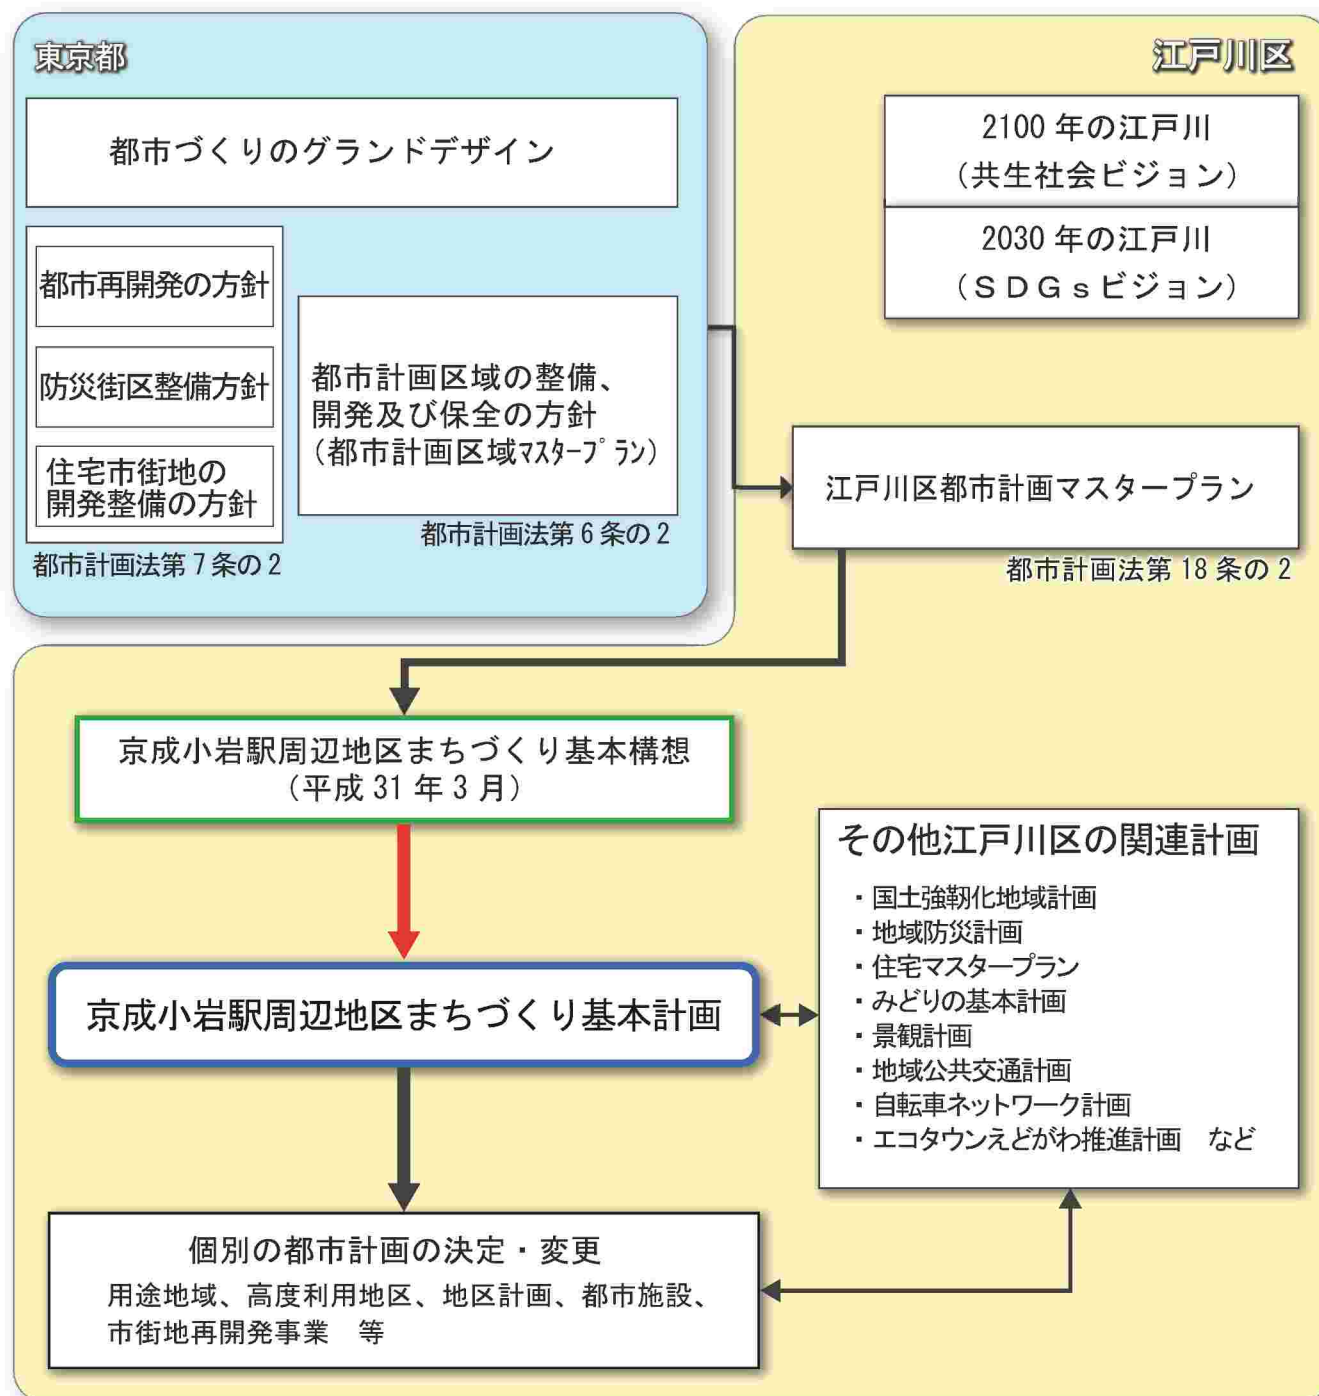 東京都
都市づくりのグランドデザイン
都市再開発の方針
防災街区整備方針
住宅市街地の
開発整備の方針
都市計画法第7条の2
都市計画区域の整備、
開発及び保全の方針
(都市計画区域ﾏｽﾀｰﾌﾟﾗﾝ)
都市計画法第6条の2
江戸川区
2100 年の江戸川
(共生社会ビジョン)
2030 年の江戸川
(ＳＤＧｓビジョン)
江戸川区都市計画マスタープラン
都市計画法第 18 条の 2
京成小岩駅周辺地区まちづくり基本構想
(平成 31 年 3 月)
京成小岩駅周辺地区まちづくり基本計画
その他江戸川区の関連計画
・国土強靱化地域計画
・地域防災計画
・住宅マスタープラン
・みどりの基本計画
・景観計画
・地域公共交通計画
・自転車ネットワーク計画
・エコタウンえどがわ推進計画　など
個別の都市計画の決定・変更
用途地域、高度利用地区、地区計画、都市施設、
市街地再開発事業　等